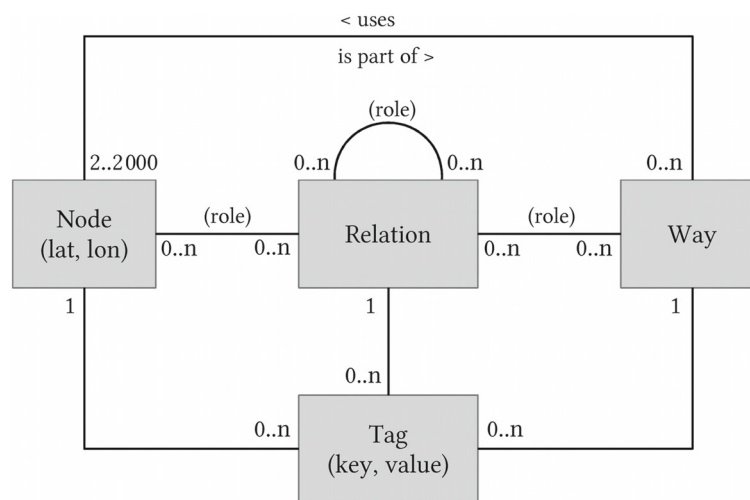 < uses
is part of >
(role)
2..2000
0..n
0..n
0..n
Node
(lat, lon)
(role)
Relation
(role)
Way
0..n
0..n
0..n
0..n
1
1
1
0..n
0..n
0..n
Tag
(key, value)